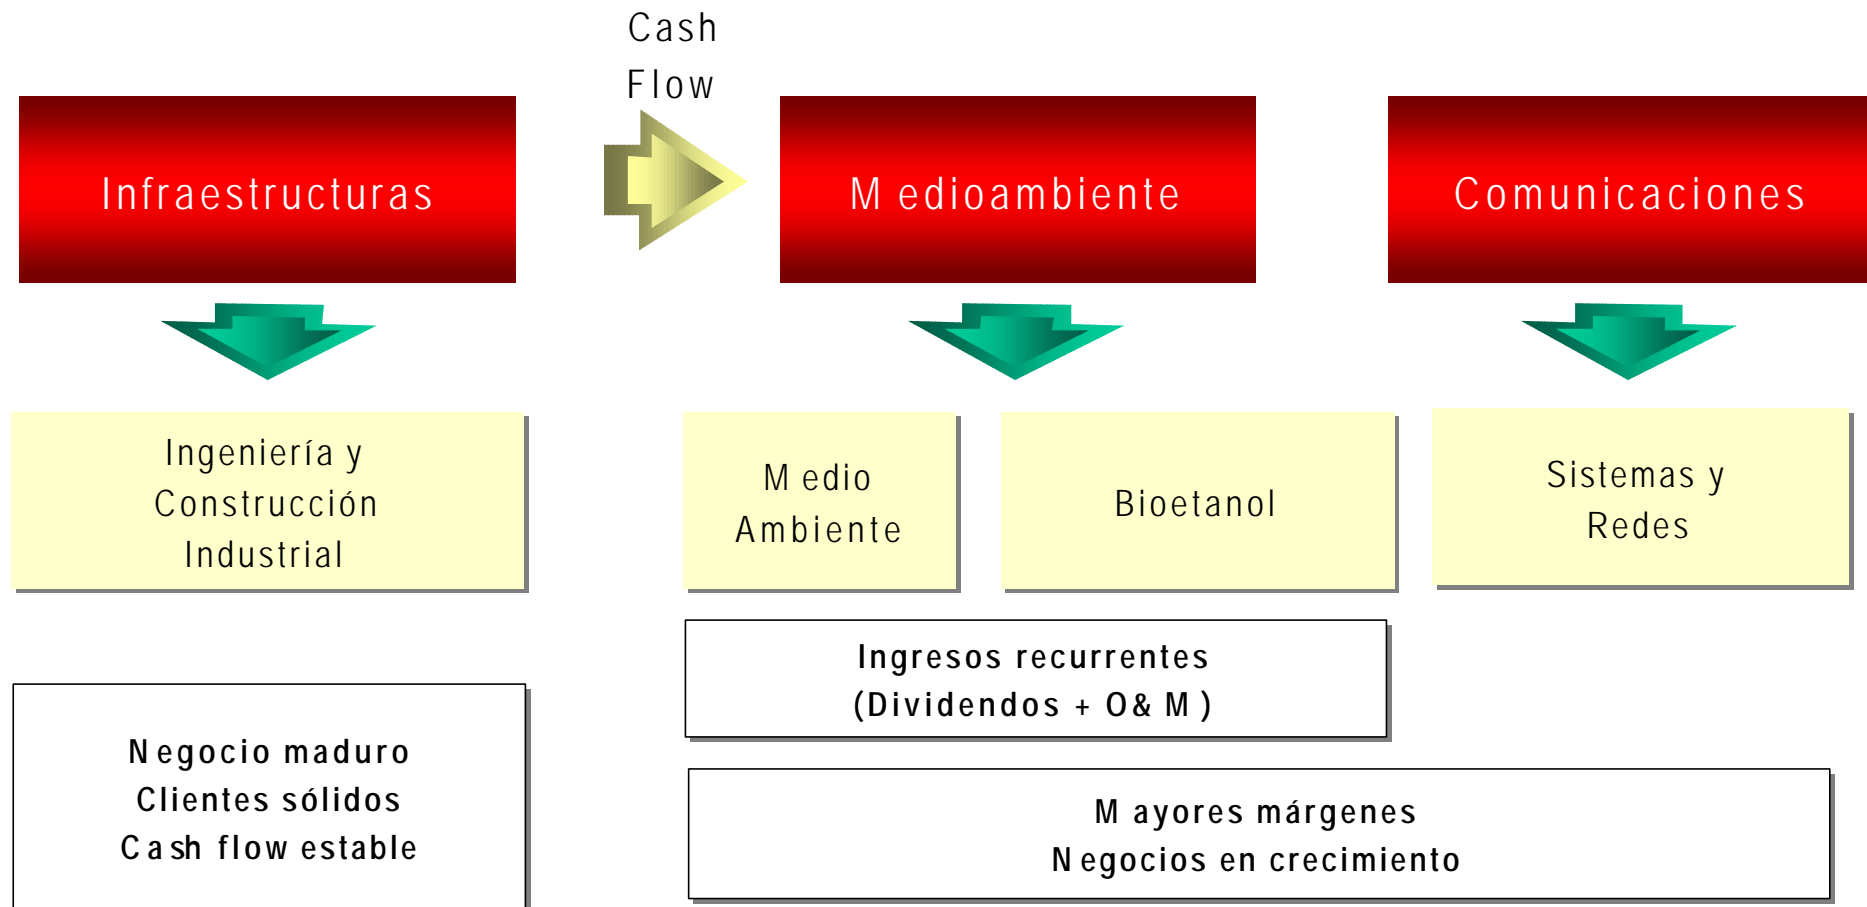 Cash
Flow
Infraestructuras
Medioambiente
Comunicaciones
Ingeniería y
Construcción
Industrial
Medio
Ambiente
Bioetanol
Sistemas y
Redes
Ingresos recurrentes
(Dividendos + O&M)
Negocio maduro
Clientes sólidos
Cash flow estable
Mayores márgenes
Negocios en crecimiento